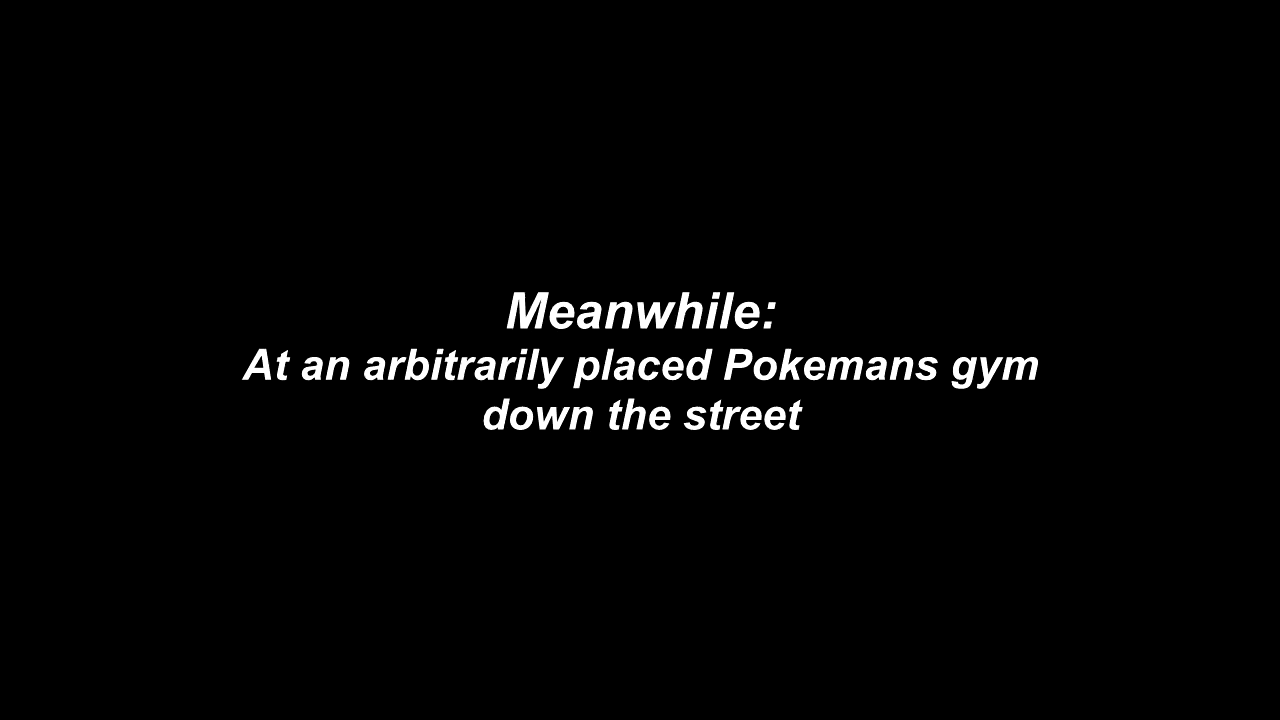 Meanwhile:
At an arbitrarily placed Pokemans gym
down the street